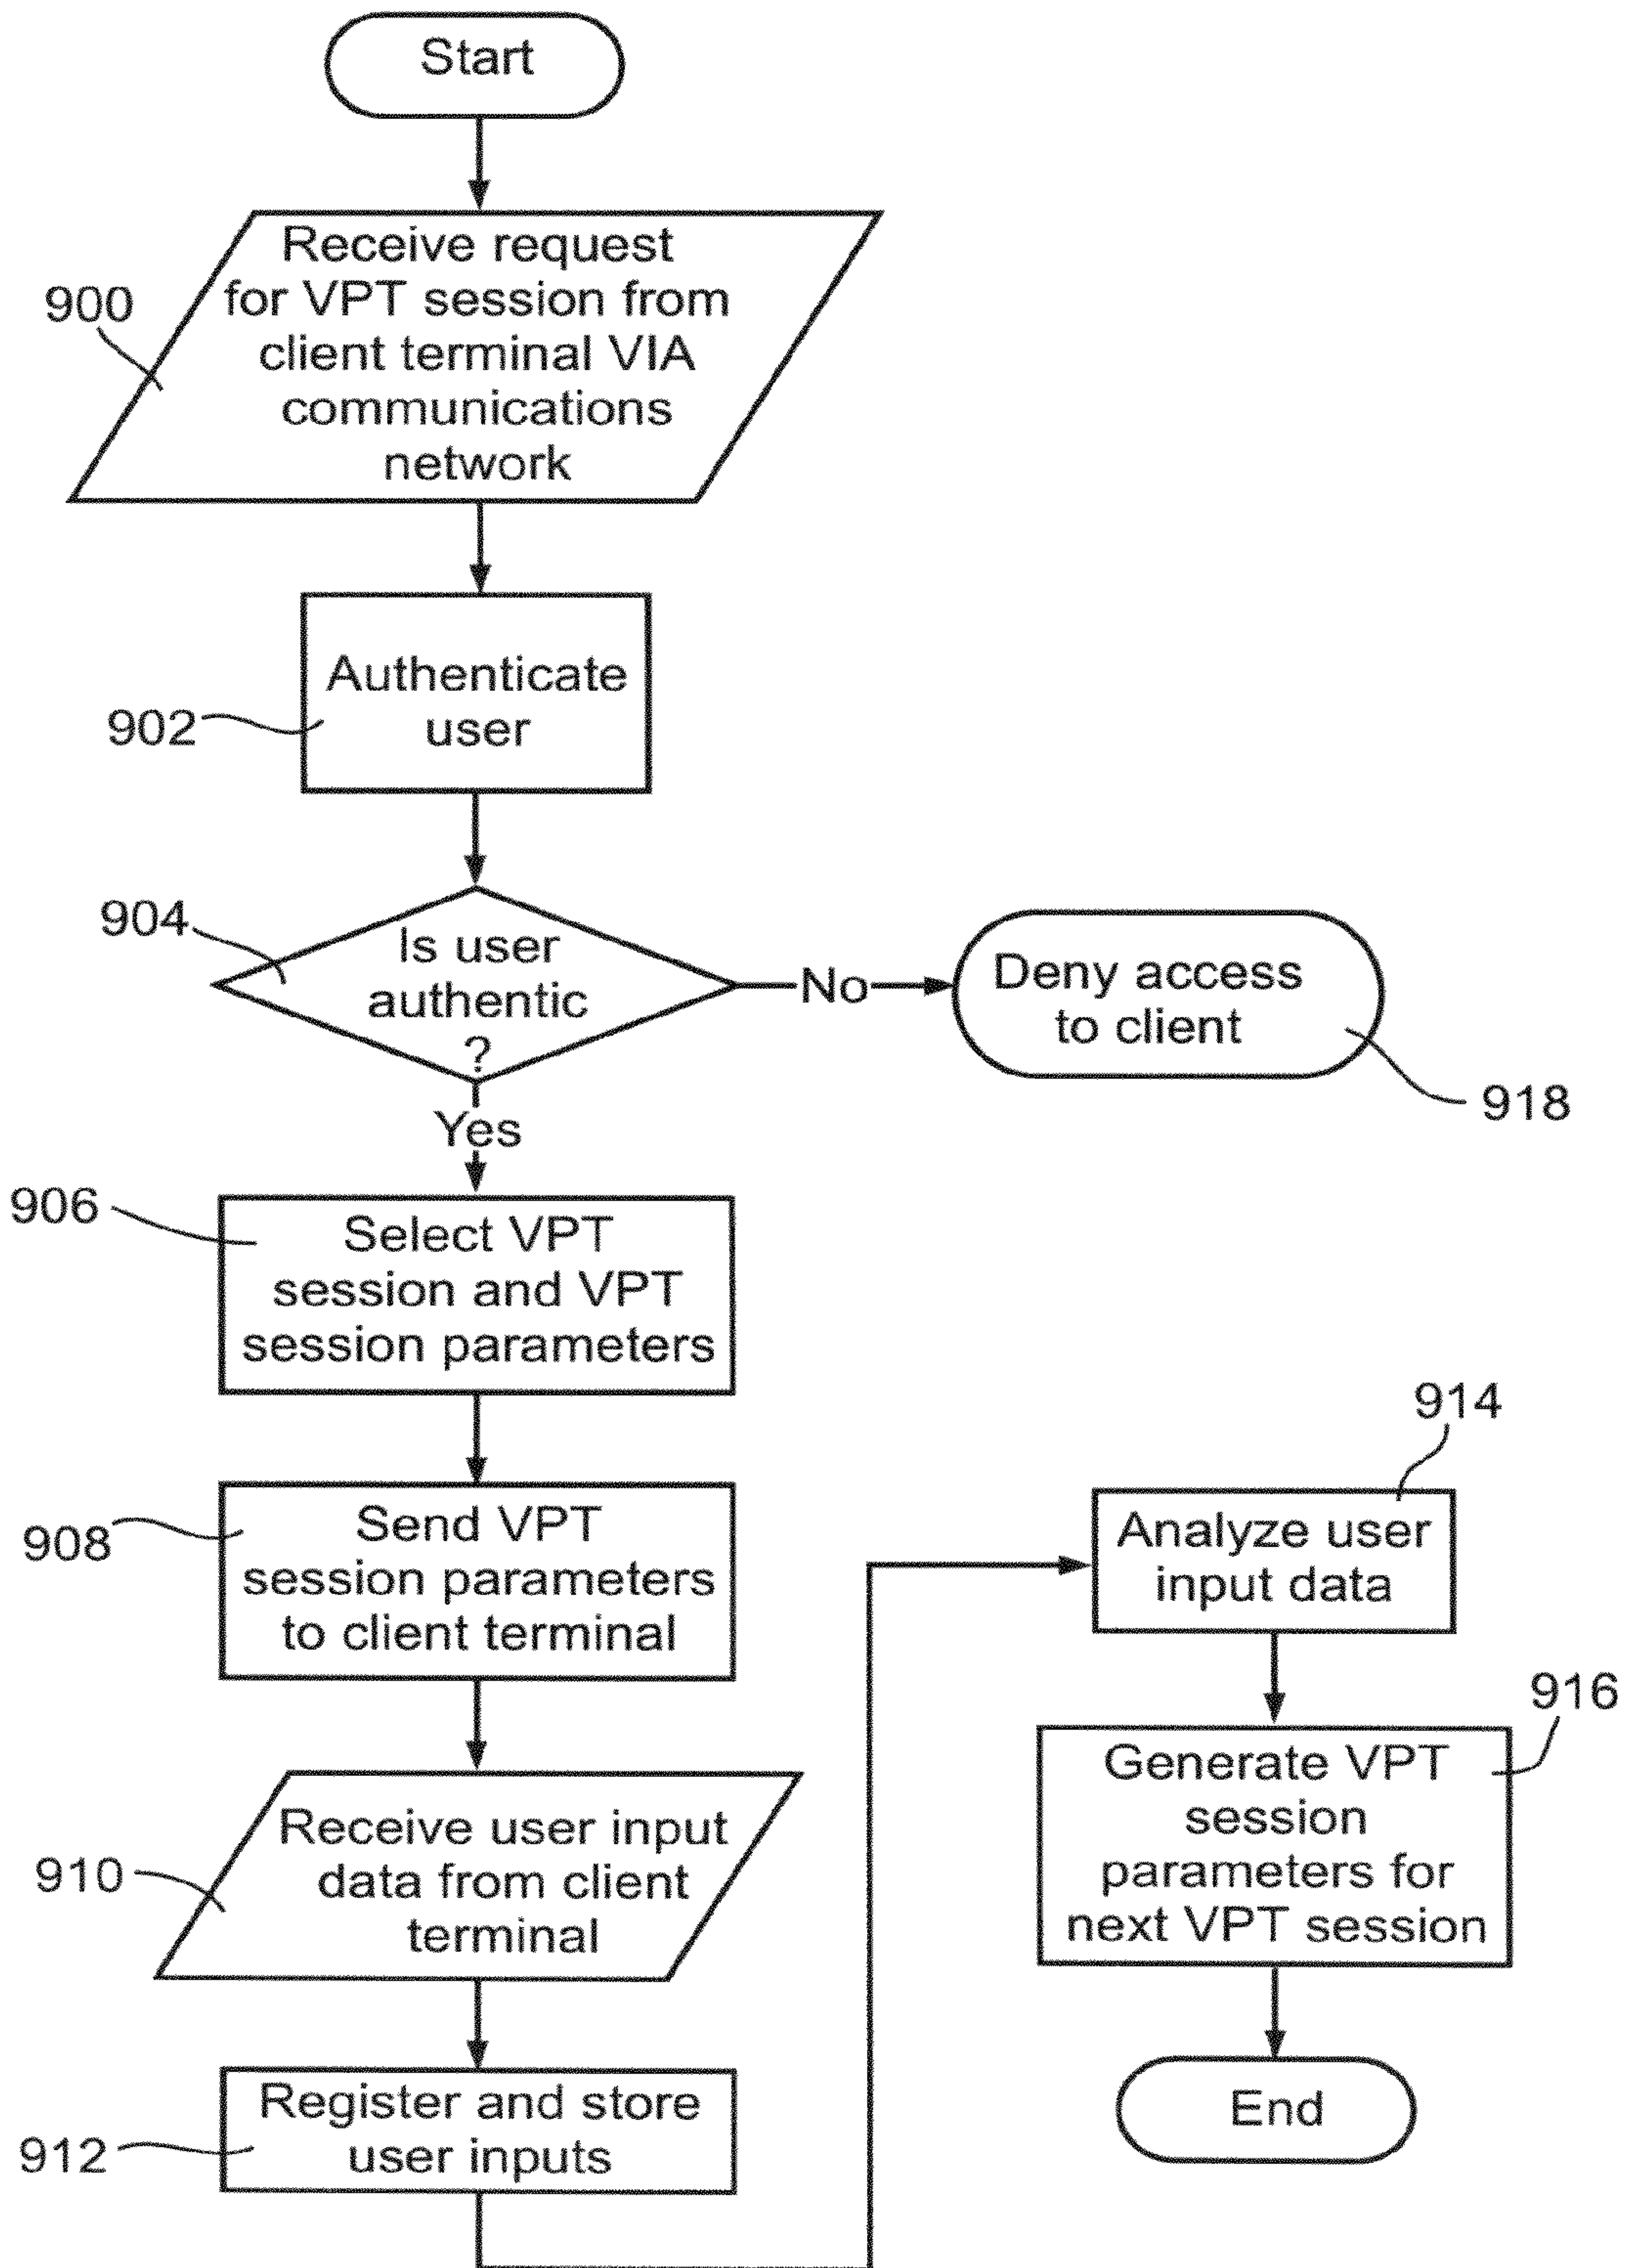 Start
900
Receive request
for VPT session from
client terminal VIA
communications
network
902
Authenticate
user
904
Is user
authentic
?
No
Deny access
to client
918
Yes
906
Select VPT
session and VPT
session parameters
908
Send VPT
session parameters
to client terminal
910
Receive user input
data from client
terminal
912
Register and store
user inputs
914
Analyze user
input data
916
Generate VPT
session
parameters for
next VPT session
End